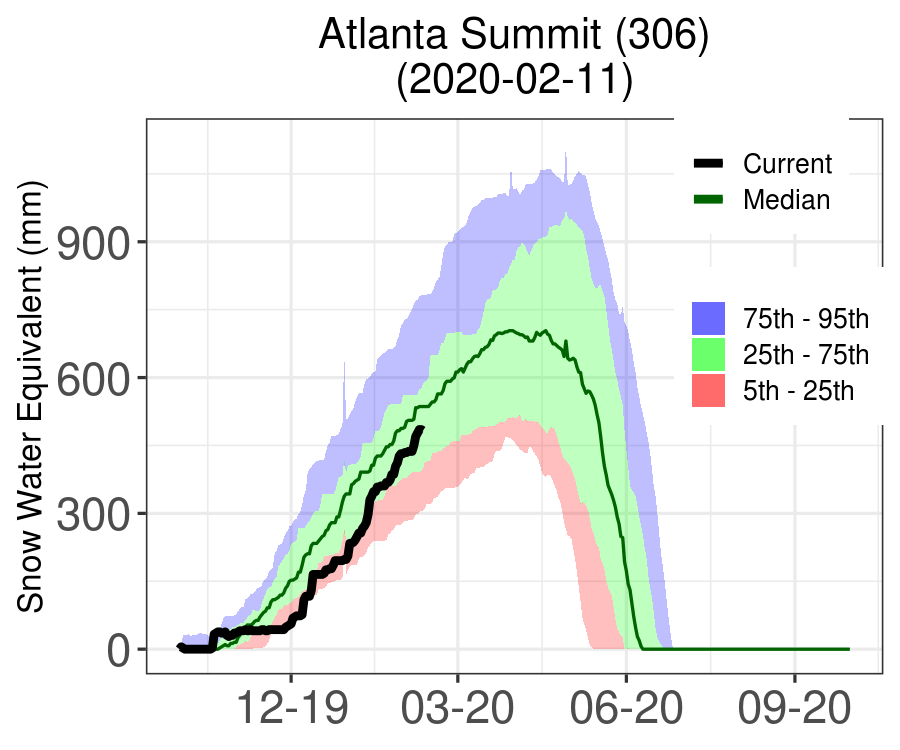 Atlanta Summit (306)
(2020-02-11)
Snow Water Equivalent (mm)
900
600
300
0
12-19
03-20
06-20
09-20
Current
Median
75th - 95th
25th - 75th
5th - 25th